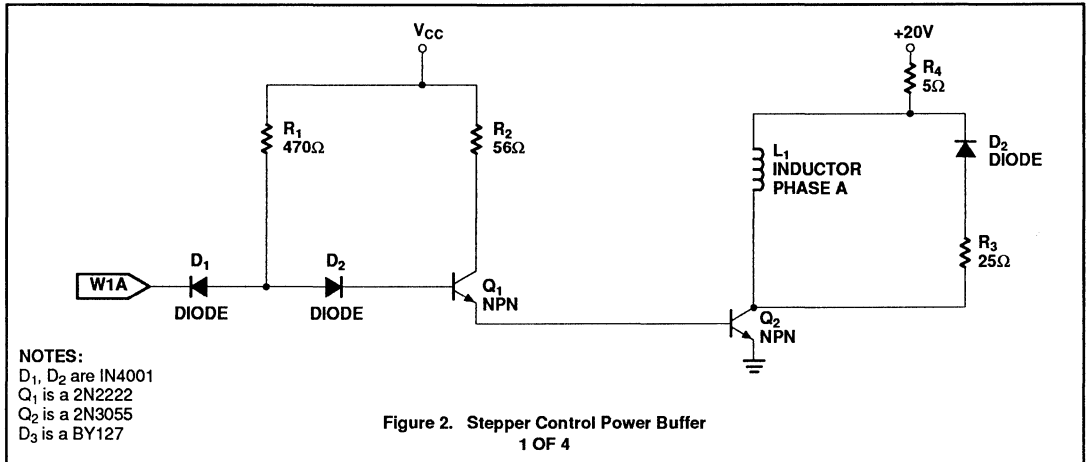 VCC
+20V
R4
5Ω
R1
470Ω
R2
56Ω
L1
INDUCTOR
PHASE A
D2
DIODE
R3
25Ω
W1A
D1
DIODE
D2
DIODE
Q1
NPN
Q2
NPN
NOTES:
D1, D2 are IN4001
Q1 is a 2N2222
Q2 is a 2N3055
D3 is a BY127
Figure 2. Stepper Control Power Buffer
1 OF 4